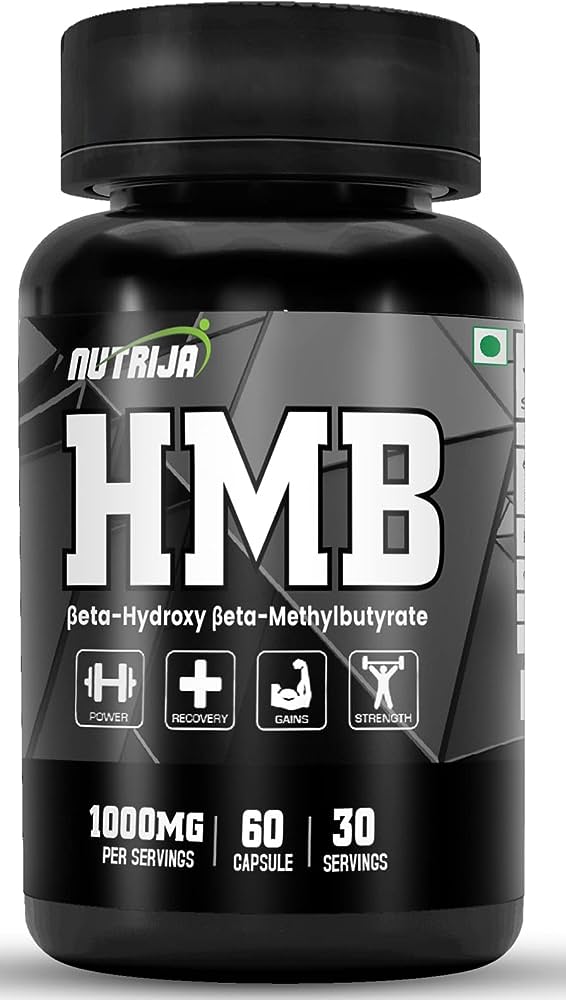 NUTRIJA
HMB
βeta-Hydroxy βeta-Methylbutyrate
POWER
RECOVERY
GAINS
STRENGTH
1000MG
PER SERVINGS
60
CAPSULE
30
SERVINGS